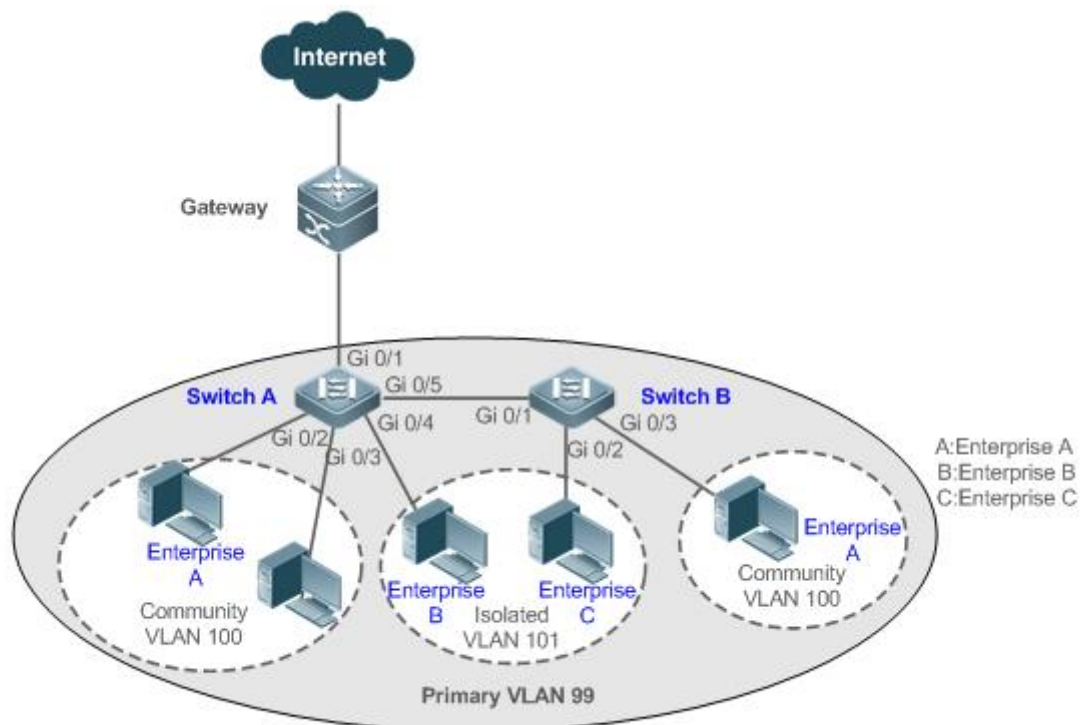 Internet
Gateway
Gi 0/1
Switch A
Gi 0/5
Switch B
Gi 0/1
Gi 0/4
Gi 0/3
Gi 0/2
Gi 0/3
Gi 0/2
A:Enterprise A
B:Enterprise B
C:Enterprise C
Enterprise
A
Community
VLAN 100
Enterprise
B
Isolated
VLAN 101
Enterprise
C
Enterprise
A
Community
VLAN 100
Primary VLAN 99